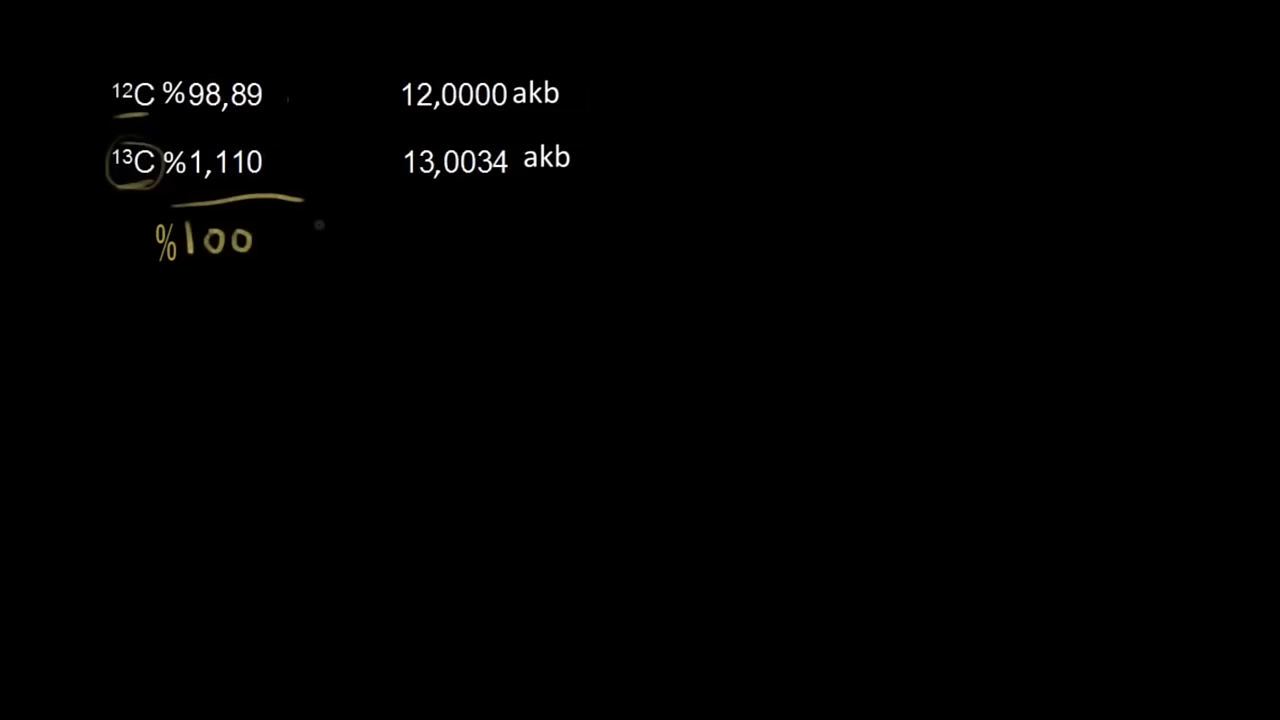 ¹²C %98,89 12,0000 akb
¹³C %1,110 13,0034 akb
%100